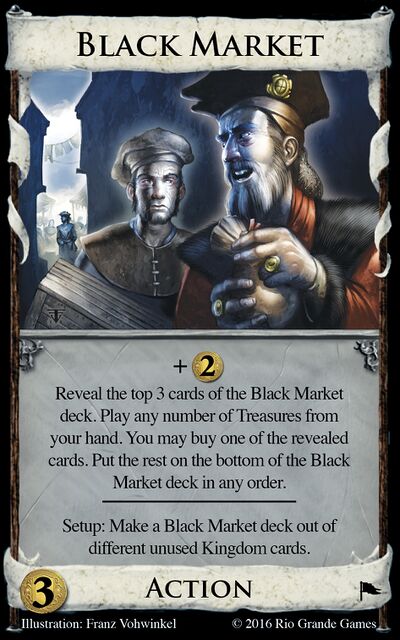 BLACK MARKET
+ 2
Reveal the top 3 cards of the Black Market
deck. Play any number of Treasures from
your hand. You may buy one of the revealed
cards. Put the rest on the bottom of the Black
Market deck in any order.
Setup: Make a Black Market deck out of
different unused Kingdom cards.
3 ACTION
Illustration: Franz Vohwinkel © 2016 Rio Grande Games